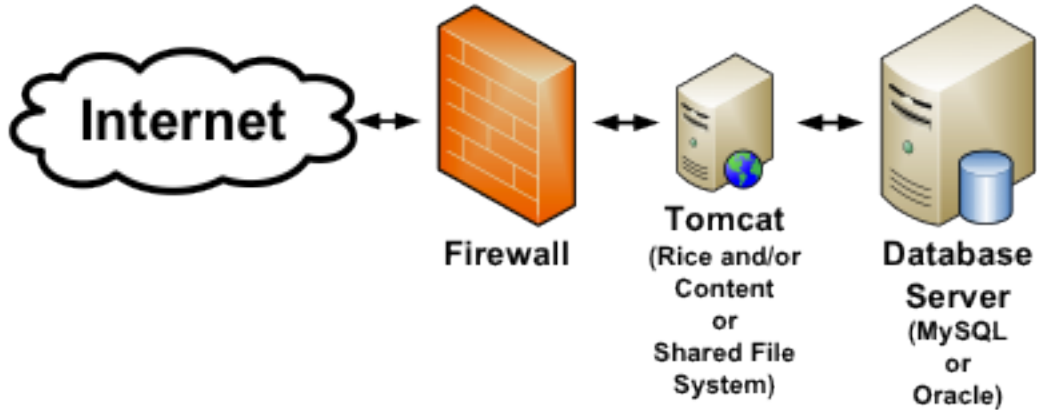 Internet
Firewall
Tomcat
(Rice and/or
Content
or
Shared File
System)
Database
Server
(MySQL
or
Oracle)